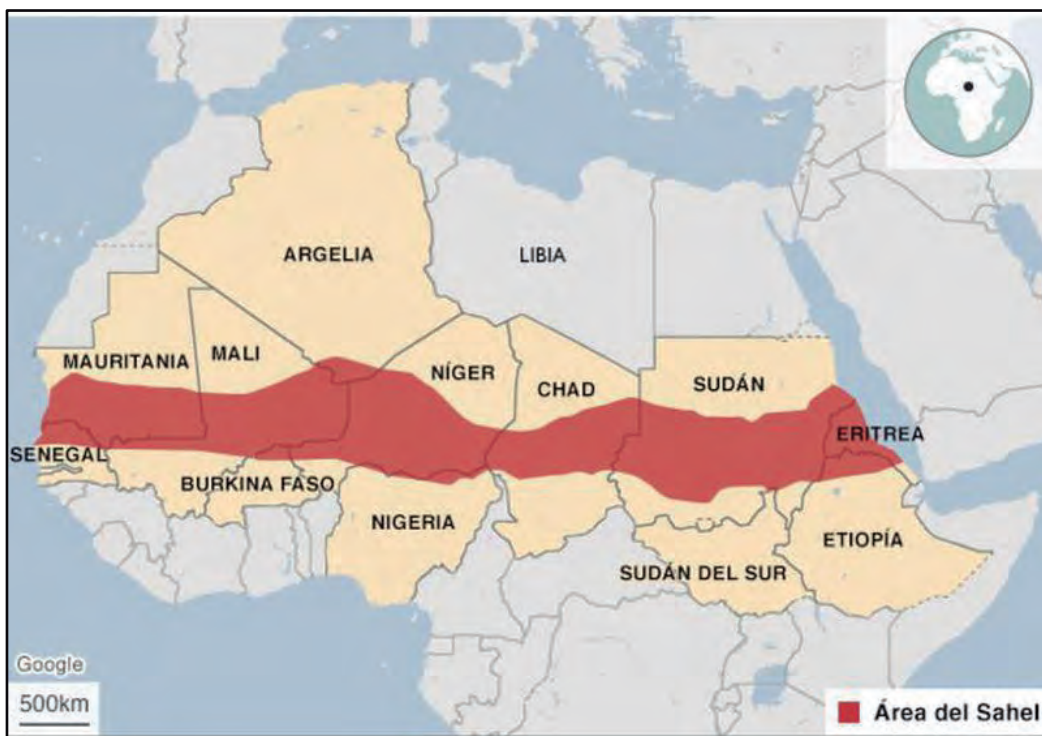 ARGELIA
LIBIA
MAURITANIA
MALI
NÍGER
CHAD
SUDÁN
ERITREA
SENEGAL
BURKINA FASO
NIGERIA
ETIOPÍA
SUDÁN DEL SUR
Google
500km
Área del Sahel